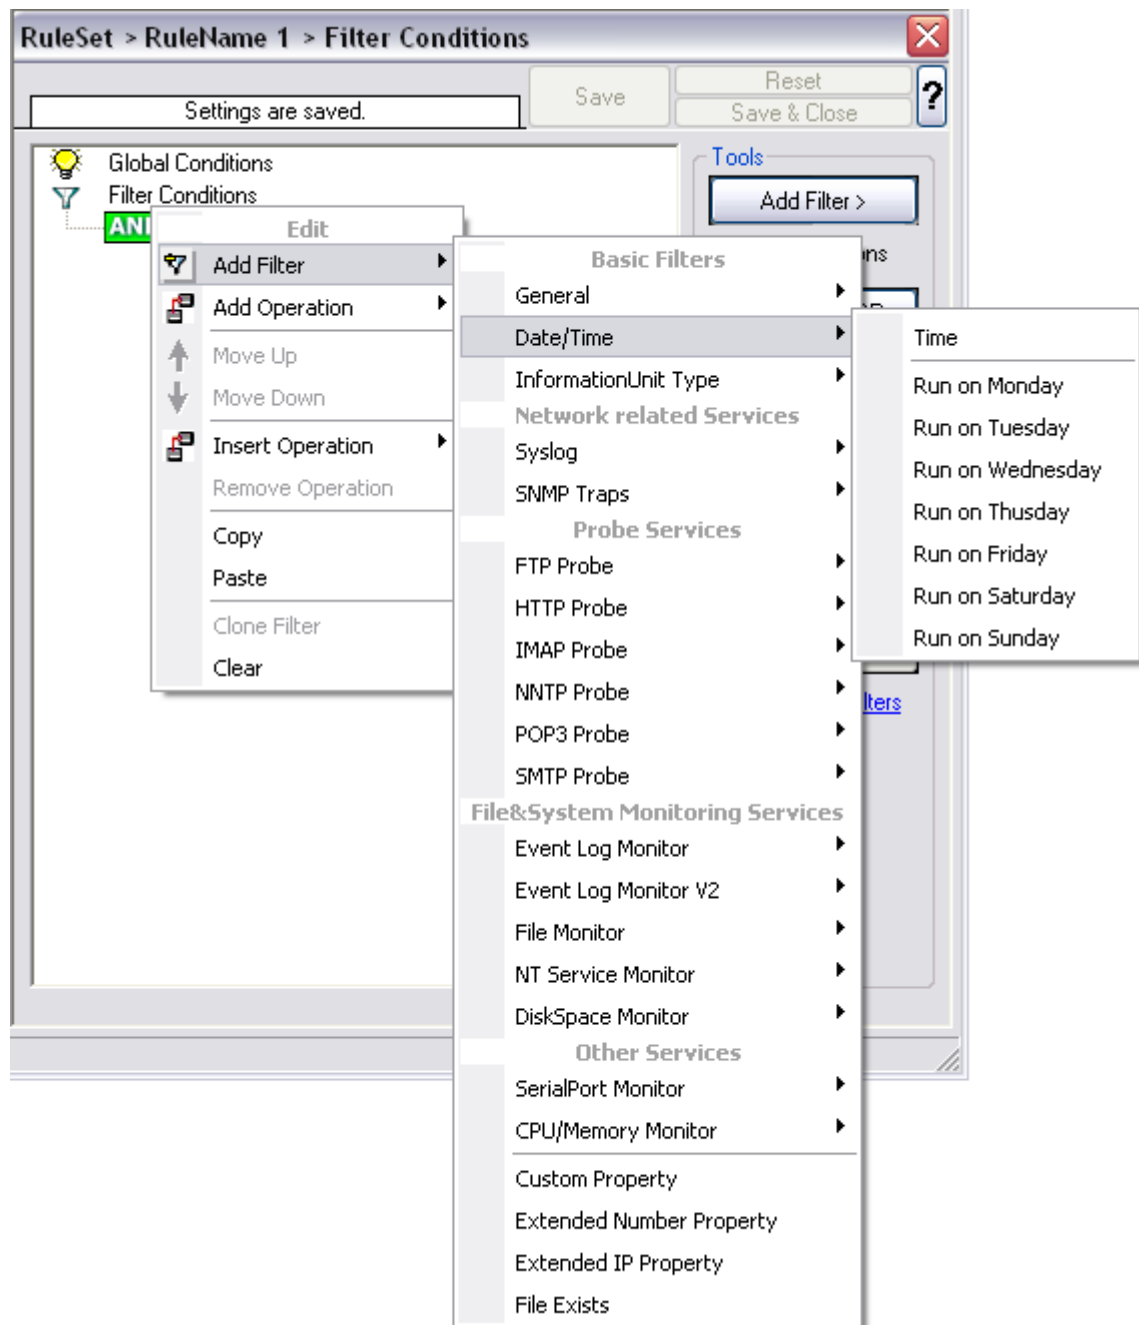 RuleSet > RuleName 1 > Filter Conditions
Settings are saved.
Save
Reset
Save & Close
?
Global Conditions
Filter Conditions
Tools
Add Filter >
Edit
Add Filter
Add Operation
Move Up
Move Down
Insert Operation
Remove Operation
Copy
Paste
Clone Filter
Clear
Basic Filters
General
Date/Time
InformationUnit Type
Network related Services
Syslog
SNMP Traps
Probe Services
FTP Probe
HTTP Probe
IMAP Probe
NNTP Probe
POP3 Probe
SMTP Probe
File&System Monitoring Services
Event Log Monitor
Event Log Monitor V2
File Monitor
NT Service Monitor
DiskSpace Monitor
Other Services
SerialPort Monitor
CPU/Memory Monitor
Custom Property
Extended Number Property
Extended IP Property
File Exists
Time
Run on Monday
Run on Tuesday
Run on Wednesday
Run on Thusday
Run on Friday
Run on Saturday
Run on Sunday